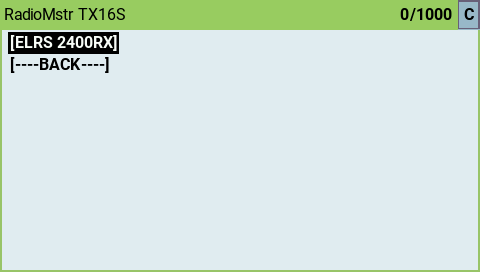 RadioMstr TX16S 0/1000 C
[ELRS 2400RX]
[----BACK----]